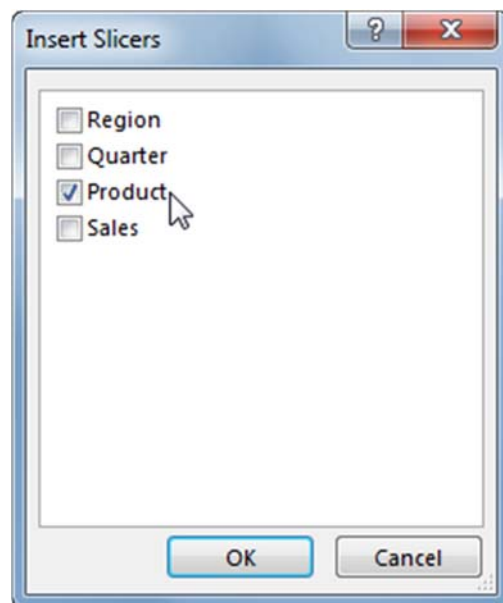 Insert Slicers
?
Region
Quarter
Product
Sales
OK
Cancel